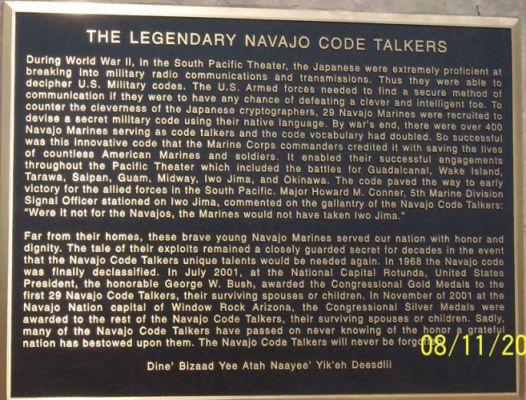 THE LEGENDARY NAVAJO CODE TALKERS
During World War II, in the South Pacific Theater, the Japanese were extremely proficient at
breaking into military radio communications and transmissions. Thus they were able to
decipher U.S. Military codes. The U.S. Armed forces needed to find a secure method of
communication if they were to have any chance of defeating a clever and intelligent foe. To
counter the cleverness of the Japanese cryptographers, 29 Navajo Marines were recruited to
devise a secret military code using their native language. By war's end, there were over 400
Navajo Marines serving as code talkers and the code vocabulary had doubled. So successful
was this innovative code that the Marine Corps commanders credited it with saving the lives
of countless American Marines and soldiers. It enabled their successful engagements
throughout the Pacific Theater which included the battles for Guadalcanal, Wake Island,
Tarawa, Saipan, Guam, Midway, Iwo Jima, and Okinawa. The code paved the way to early
victory for the allied forces in the South Pacific. Major Howard M. Conner, 5th Marine Division
Signal Officer stationed on Iwo Jima, commented on the gallantry of the Navajo Code Talkers:
"Were it not for the Navajos, the Marines would not have taken Iwo Jima."
Far from their homes, these brave young Navajo Marines served our nation with honor and
dignity. The tale of their exploits remained a closely guarded secret for decades in the event
that the Navajo Code Talkers unique talents would be needed again. In 1968 the Navajo code
was finally declassified. In July 2001, at the National Capital Rotunda, United States
President, the honorable George W. Bush, awarded the Congressional Gold Medals to the
first 29 Navajo Code Talkers, their surviving spouses or children. In November of 2001 at the
Navajo Nation capital of Window Rock Arizona, the Congressional Silver Medals were
awarded to the rest of the Navajo Code Talkers, their surviving spouses or children. Sadly,
many of the Navajo Code Talkers have passed on never knowing of the honor a grateful
nation has bestowed upon them. The Navajo Code Talkers will never be forgotten.
08/11/20
Dine' Bizaad Yee Atah Naayee' Yik'eh Deesdlii